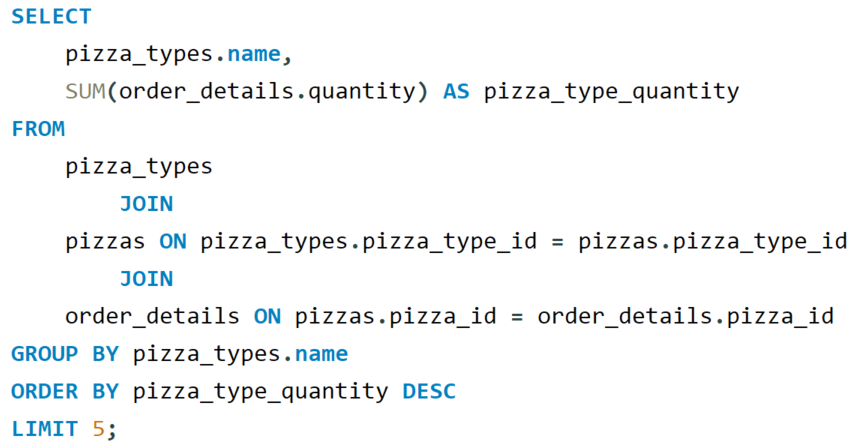 SELECT
pizza_types.name,
SUM(order_details.quantity) AS pizza_type_quantity
FROM
pizza_types
JOIN
pizzas ON pizza_types.pizza_type_id = pizzas.pizza_type_id
JOIN
order_details ON pizzas.pizza_id = order_details.pizza_id
GROUP BY pizza_types.name
ORDER BY pizza_type_quantity DESC
LIMIT 5;